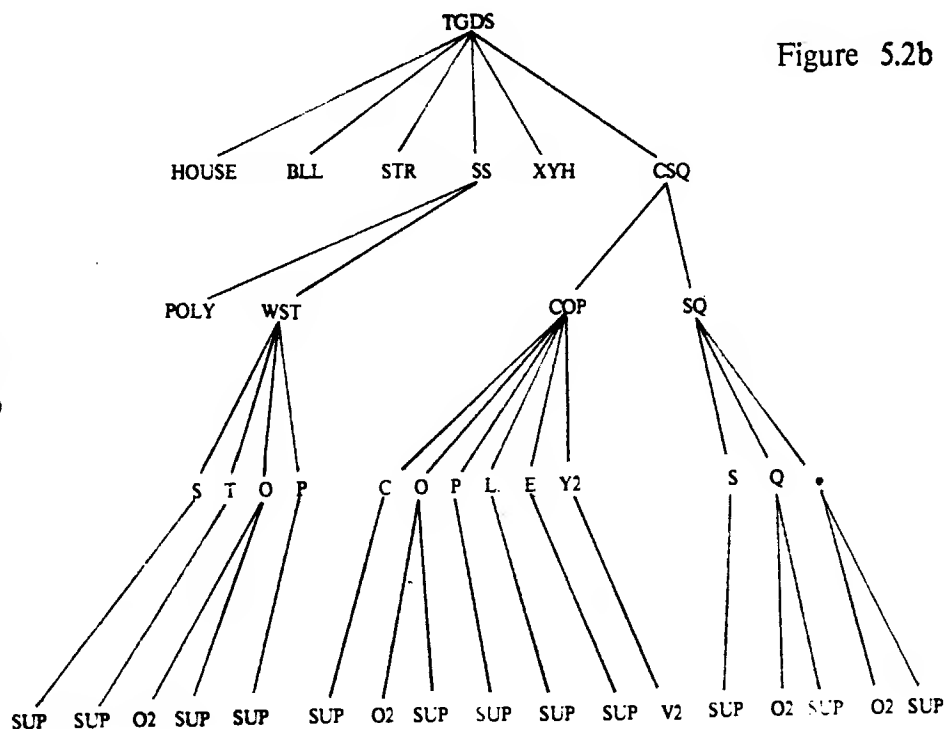 TGDS
Figure 5.2b
HOUSE BLL STR SS XYH CSQ
POLY WST COP SQ
S T O P C O P L E Y2 S Q •
SUP SUP O2 SUP SUP SUP O2 SUP SUP SUP SUP V2 SUP O2 SUP O2 SUP